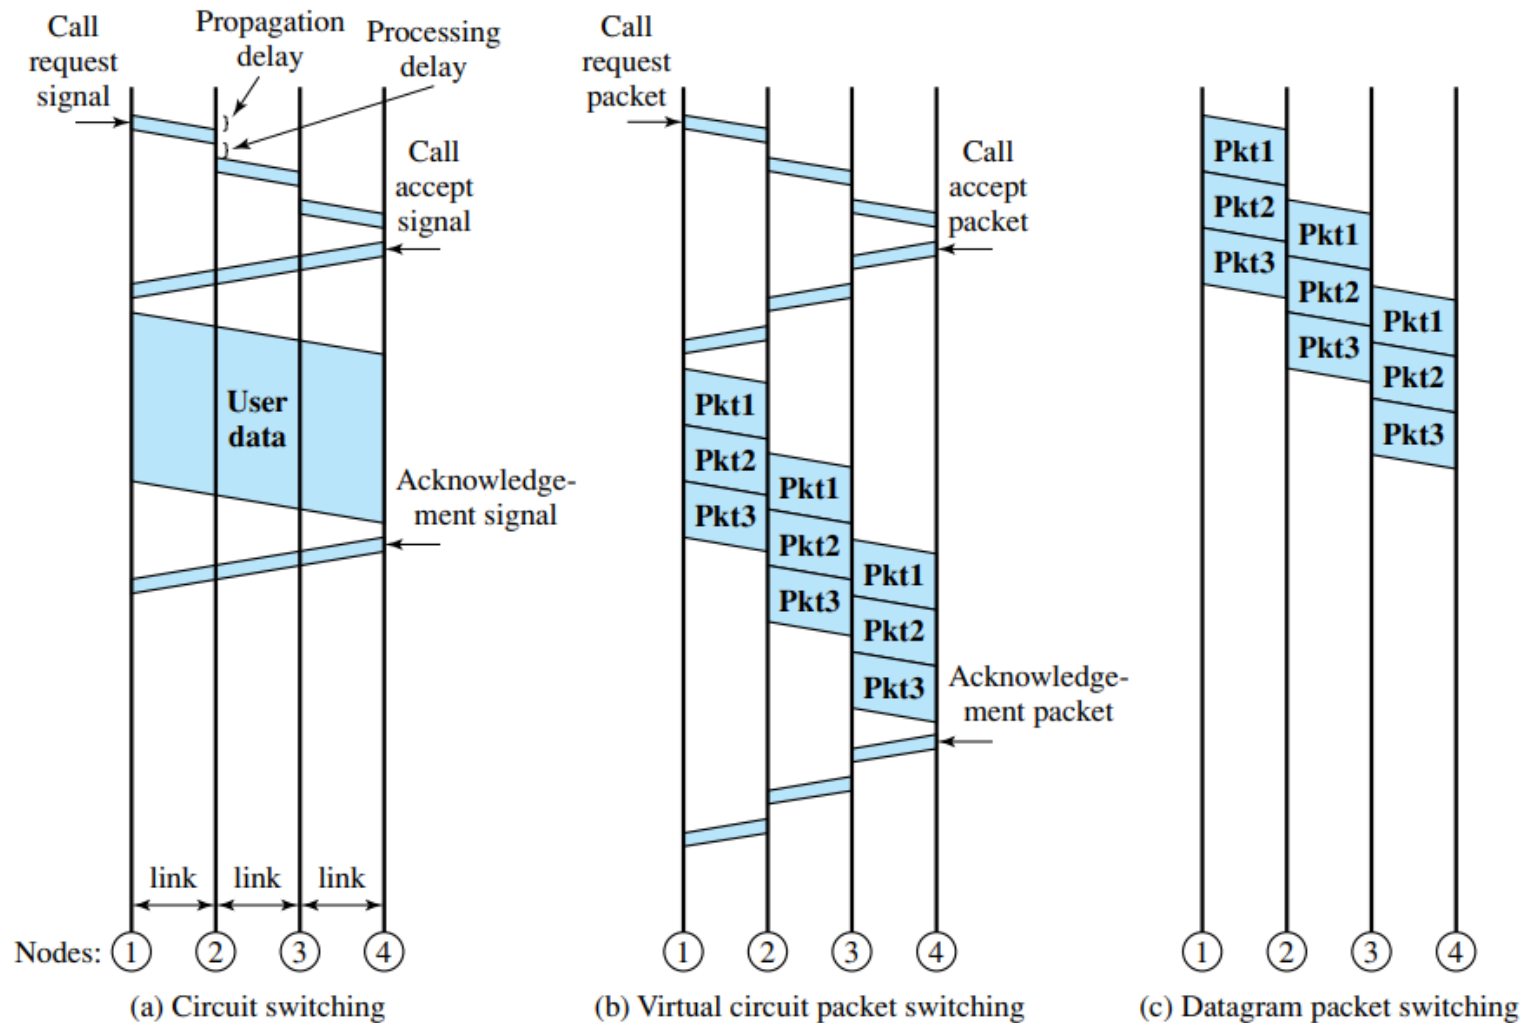 Call
request
signal
Propagation
delay
Processing
delay
Call
accept
signal
User
data
Acknowledge-
ment signal
link
link
link
Nodes:
1
2
3
4
(a) Circuit switching
Call
request
packet
Call
accept
packet
Pkt1
Pkt2
Pkt3
Pkt1
Pkt2
Pkt3
Pkt1
Pkt2
Pkt3
Acknowledge-
ment packet
1
2
3
4
(b) Virtual circuit packet switching
Pkt1
Pkt2
Pkt3
Pkt1
Pkt2
Pkt3
Pkt1
Pkt2
Pkt3
1
2
3
4
(c) Datagram packet switching